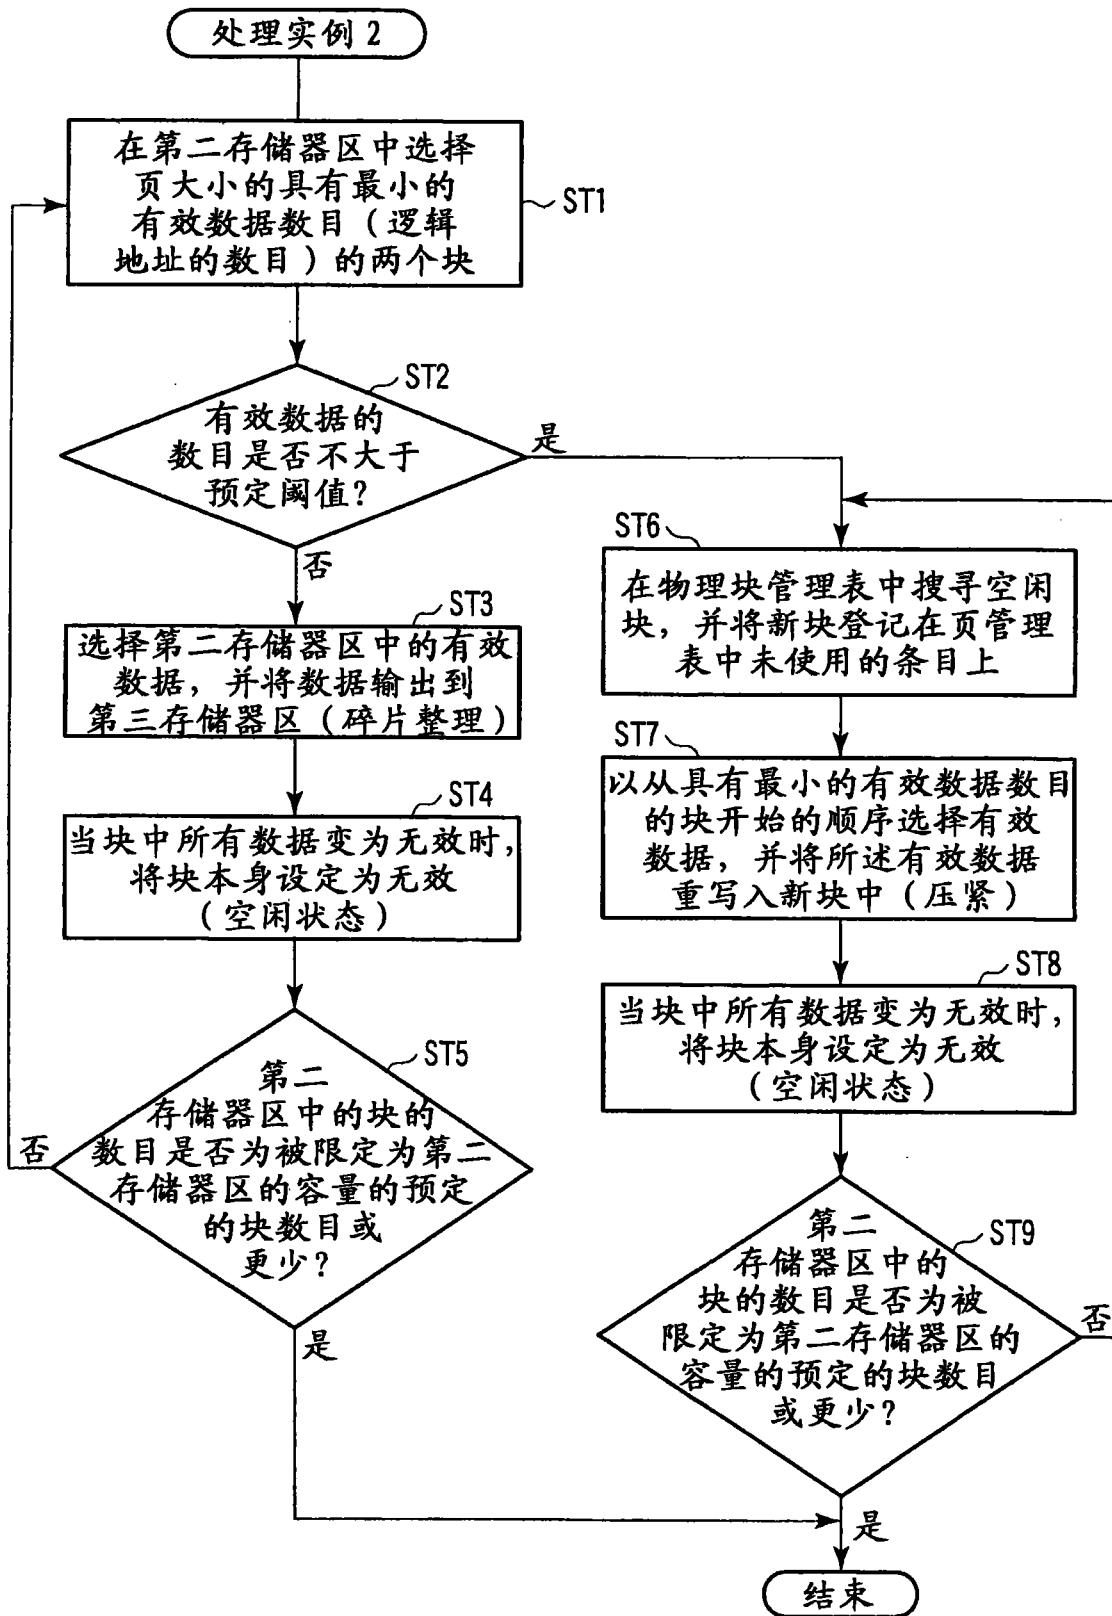 处理实例 2
在第二存储器区中选择
页大小的具有最小的
有效数据数目（逻辑
地址的数目）的两个块
ST1
ST2
有效数据的
数目是否不大于
预定阈值？
是
否
ST3
选择第二存储器区中的有效
数据，并将数据输出到
第三存储器区（碎片整理）
ST4
当块中所有数据变为无效时，
将块本身设定为无效
（空闲状态）
ST5
第二
存储器区中的块的
数目是否为被限定为第二
存储器区的容量的预定
的块数目或
更少？
否
是
ST6
在物理块管理表中搜寻空闲
块，并将新块登记在页管理
表中未使用的条目上
ST7
以从具有最小的有效数据数目
的块开始的顺序选择有效
数据，并将所述有效数据
重写入新块中（压紧）
ST8
当块中所有数据变为无效时，
将块本身设定为无效
（空闲状态）
ST9
第二
存储器区中的
块的数目是否为被
限定为第二存储器区的
容量的预定的块数目
或更少？
否
是
结束